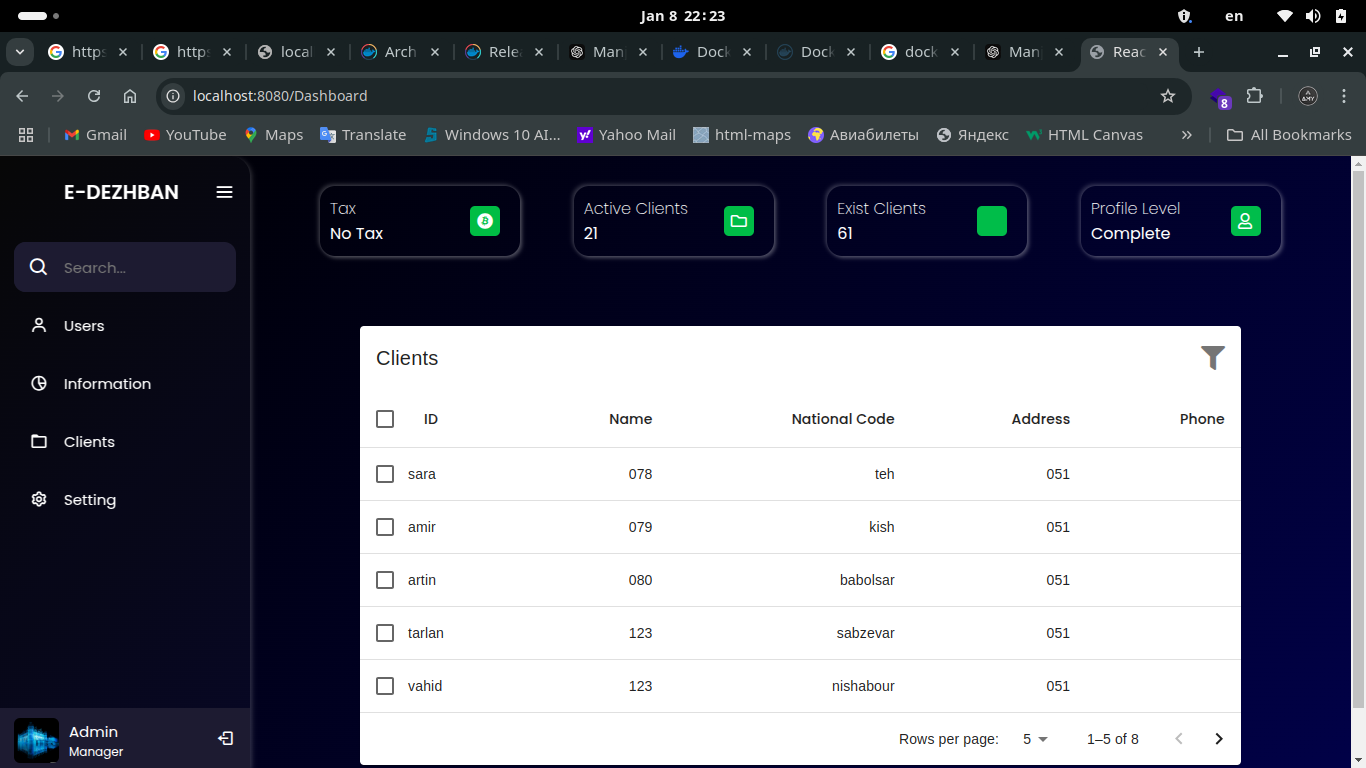 Jan 8 22:23
en
https
https
local
Arch
Relea
Manj
Dock
Dock
dock
Manj
Reac
localhost:8080/Dashboard
8
Gmail
YouTube
Maps
Translate
Windows 10 AI...
Yahoo Mail
html-maps
Авиабилеты
Яндекс
HTML Canvas
All Bookmarks
E-DEZHBAN
Search...
Users
Information
Clients
Setting
Admin
Manager
Tax
No Tax
Active Clients
21
Exist Clients
61
Profile Level
Complete
Clients
ID Name National Code Address Phone
sara 078 teh 051
amir 079 kish 051
artin 080 babolsar 051
tarlan 123 sabzevar 051
vahid 123 nishabour 051
Rows per page: 5 1–5 of 8